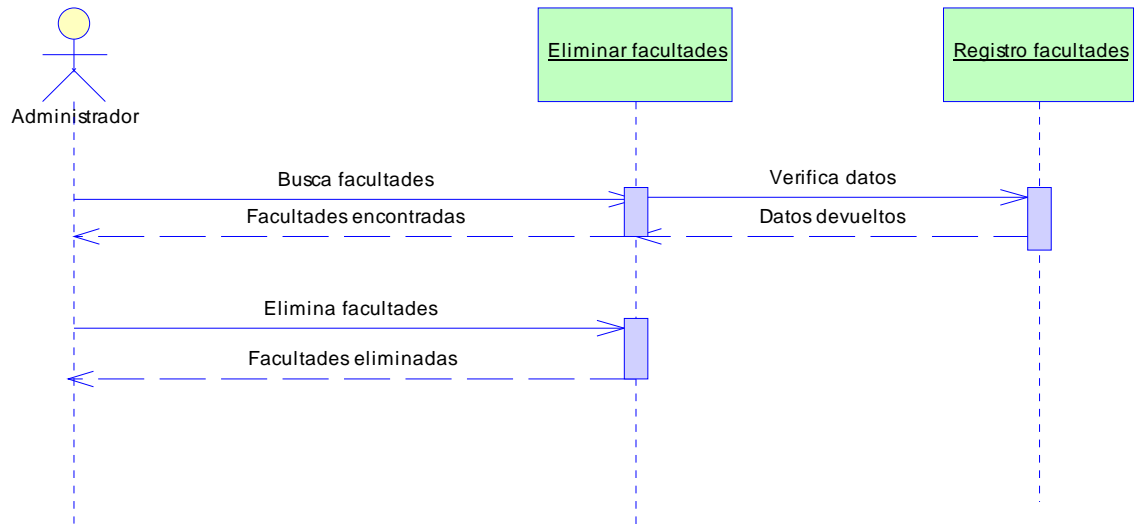 Eliminar facultades
Registro facultades
Administrador
Busca facultades
Verifica datos
Facultades encontradas
Datos devueltos
Elimina facultades
Facultades eliminadas